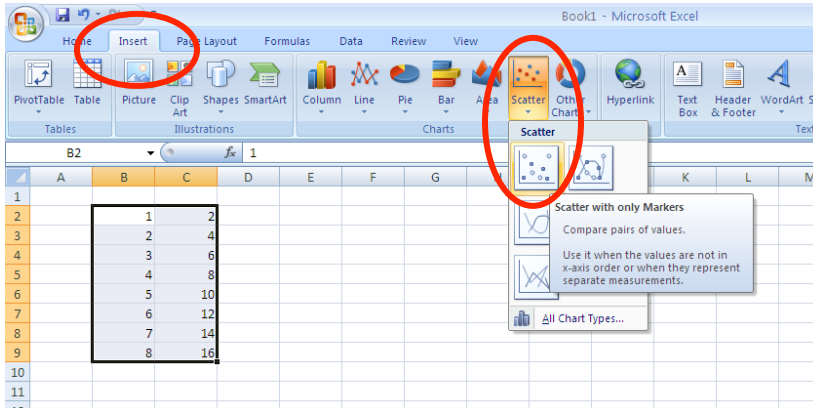 Book1 - Microsoft Excel
Home Insert Page Layout Formulas Data Review View
PivotTable Table Picture Clip Art Shapes SmartArt Column Line Pie Bar Area Scatter Other Charts Hyperlink Text Box Header & Footer WordArt S
Tables Illustrations Charts Text
B2 fx 1
Scatter
A B C D E F G K L M
1
2 1 2
3 2 4
4 3 6
5 4 8
6 5 10
7 6 12
8 7 14
9 8 16
10
11
Scatter with only Markers
Compare pairs of values.
Use it when the values are not in
x-axis order or when they represent
separate measurements.
All Chart Types...